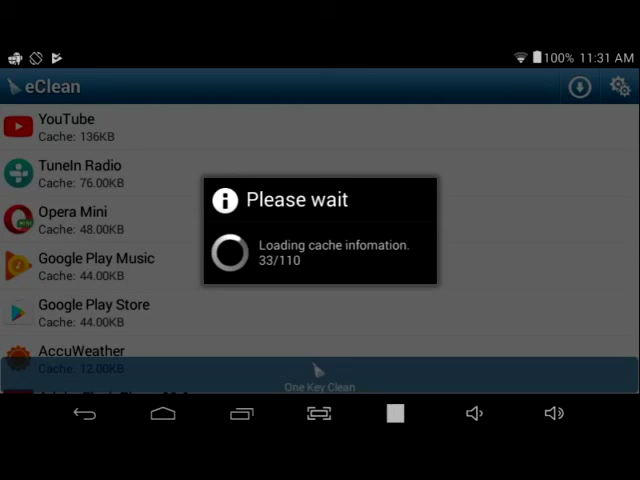 100% 11:31 AM
eClean
YouTube
Cache: 136KB
TuneIn Radio
Cache: 76.00KB
Opera Mini
Cache: 48.00KB
Google Play Music
Cache: 44.00KB
Google Play Store
Cache: 44.00KB
AccuWeather
Cache: 12.00KB
Please wait
Loading cache infomation.
33/110
One Key Clean